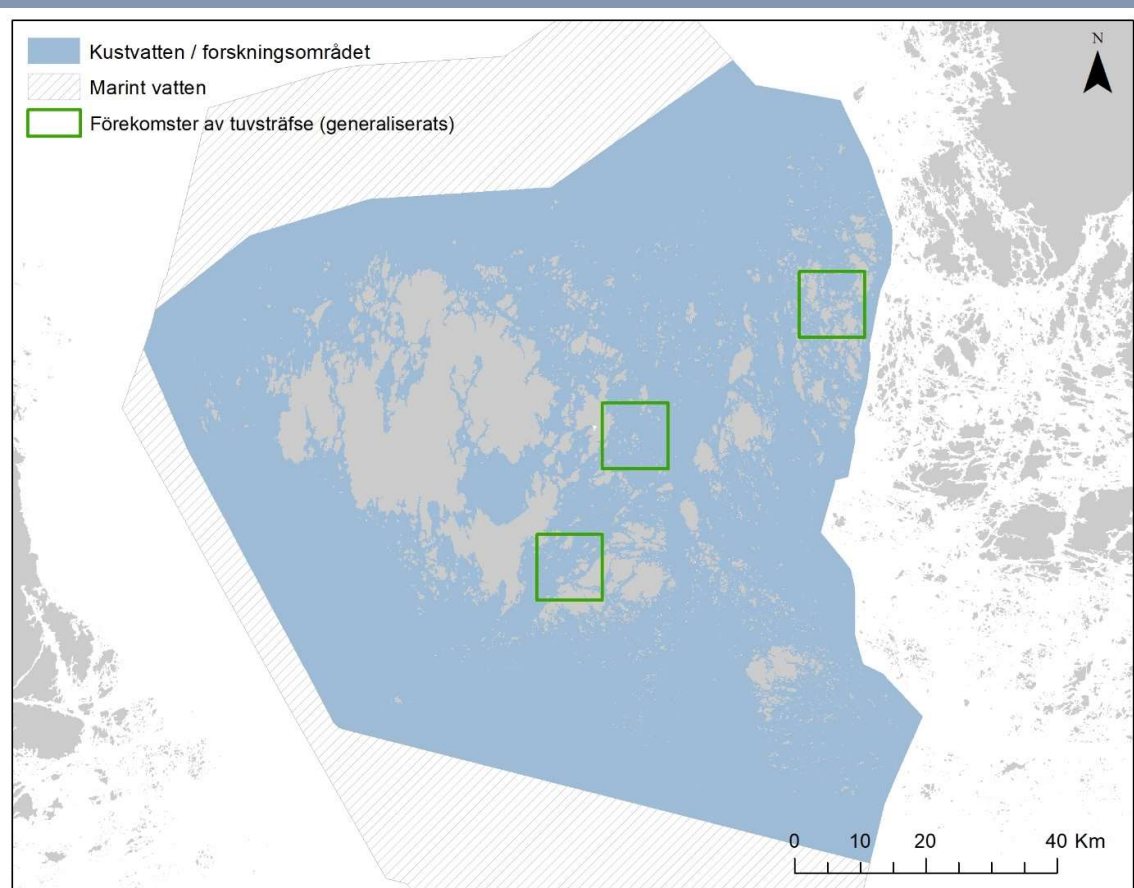 Kustvatten / forskningsområdet
Marint vatten
Förekomster av tuvsträfse (generaliserats)
N
0 10 20 40 Km